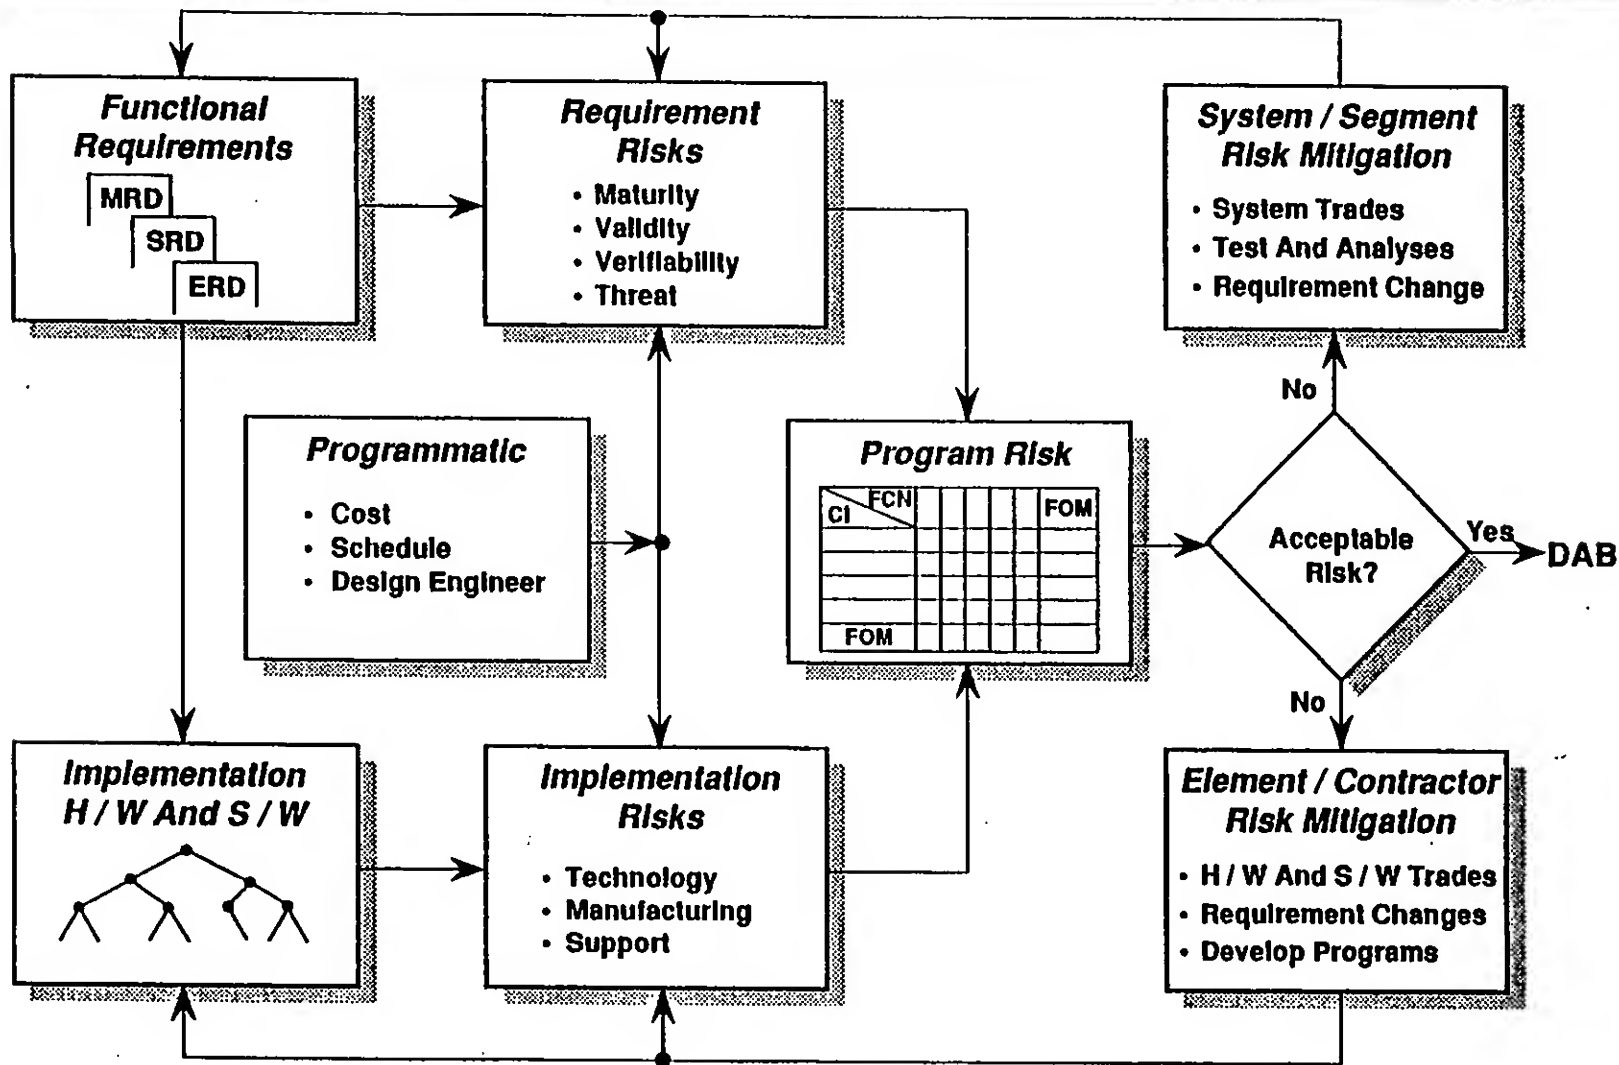 Functional
Requirements
MRD
SRD
ERD
Requirement
Risks
• Maturity
• Validity
• Verifiability
• Threat
System / Segment
Risk Mitigation
• System Trades
• Test And Analyses
• Requirement Change
Programmatic
• Cost
• Schedule
• Design Engineer
Program Risk
FCN
CI
FOM
FOM
No
Acceptable
Risk?
Yes
DAB
No
Implementation
H / W And S / W
Implementation
Risks
• Technology
• Manufacturing
• Support
Element / Contractor
Risk Mitigation
• H / W And S / W Trades
• Requirement Changes
• Develop Programs